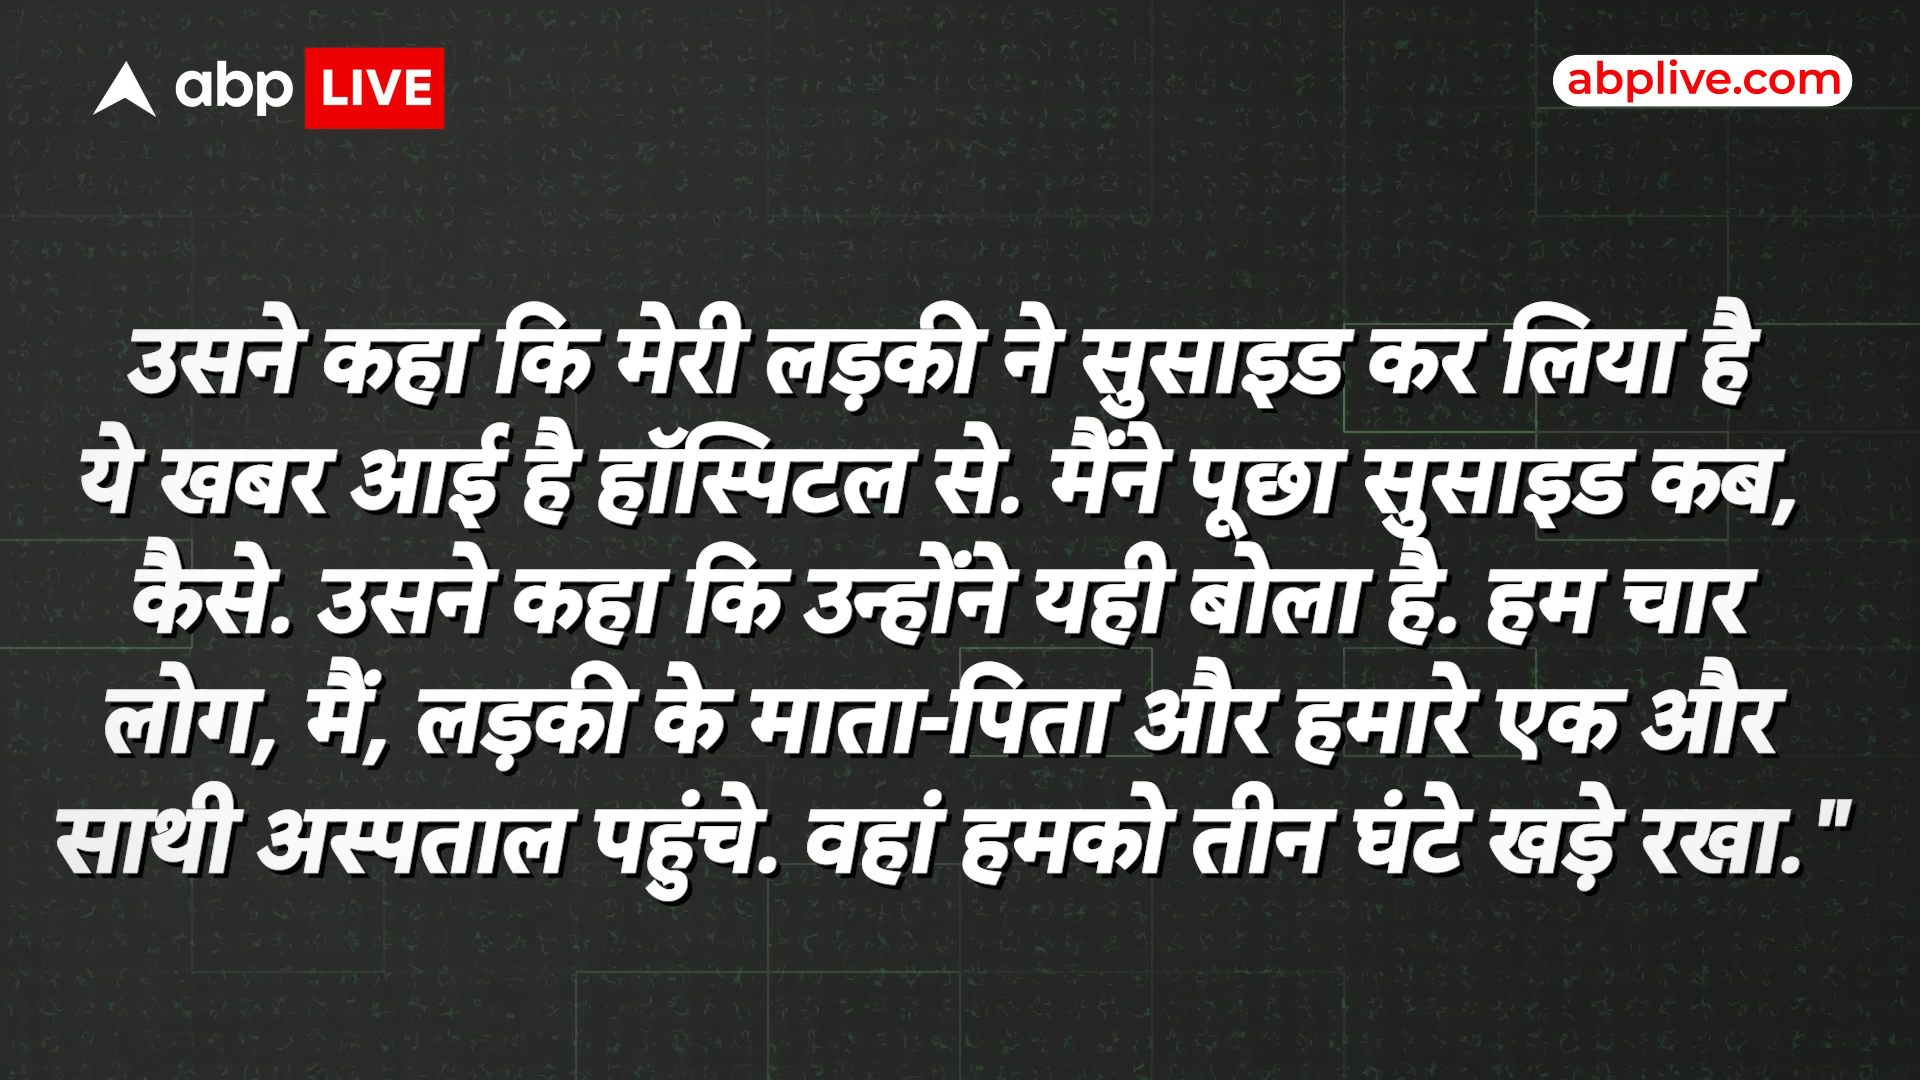 abp LIVE
abplive.com
उसने कहा कि मेरी लड़की ने सुसाइड कर लिया है
ये खबर आई है हॉस्पिटल से. मैंने पूछा सुसाइड कब,
कैसे. उसने कहा कि उन्होंने यही बोला है. हम चार
लोग, मैं, लड़की के माता-पिता और हमारे एक और
साथी अस्पताल पहुंचे. वहां हमको तीन घंटे खड़े रखा."